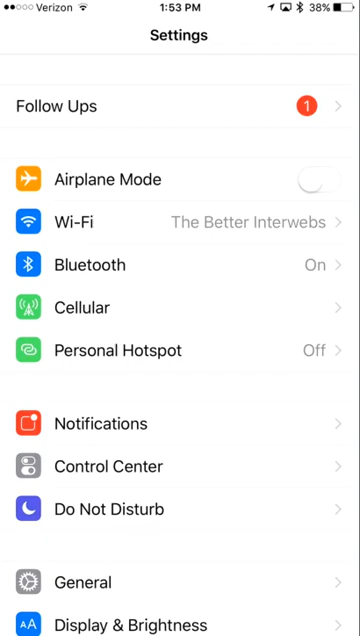 Verizon 1:53 PM 38%
Settings
Follow Ups 1
Airplane Mode
Wi-Fi The Better Interwebs
Bluetooth On
Cellular
Personal Hotspot Off
Notifications
Control Center
Do Not Disturb
General
AA Display & Brightness